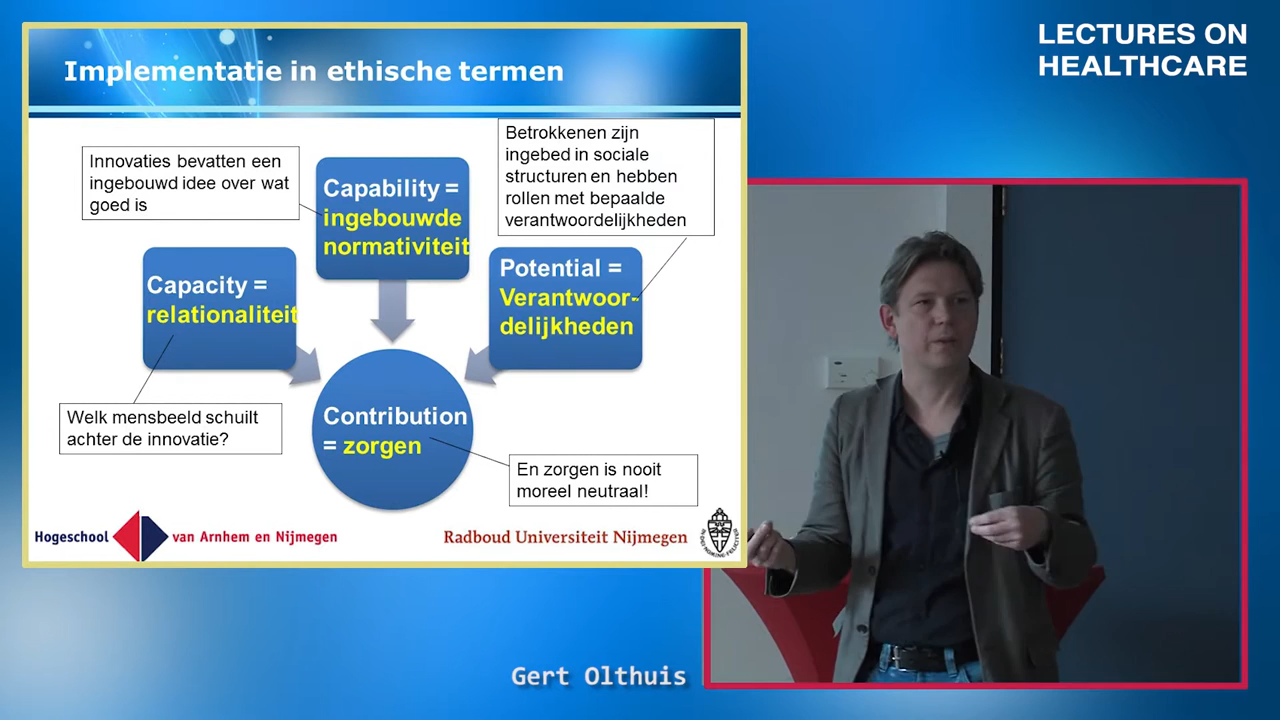 LECTURES ON
HEALTHCARE
Implementatie in ethische termen
Innovaties bevatten een
ingebouwd idee over wat
goed is
Capability =
ingebouwde
normativiteit
Betrokkenen zijn
ingebed in sociale
structuren en hebben
rollen met bepaalde
verantwoordelijkheden
Capacity =
relationaliteit
Potential =
Verantwoor-
delijkheden
Welk mensbeeld schuilt
achter de innovatie?
Contribution
= zorgen
En zorgen is nooit
moreel neutraal!
Hogeschool van Arnhem en Nijmegen
Radboud Universiteit Nijmegen
Gert Olthuis